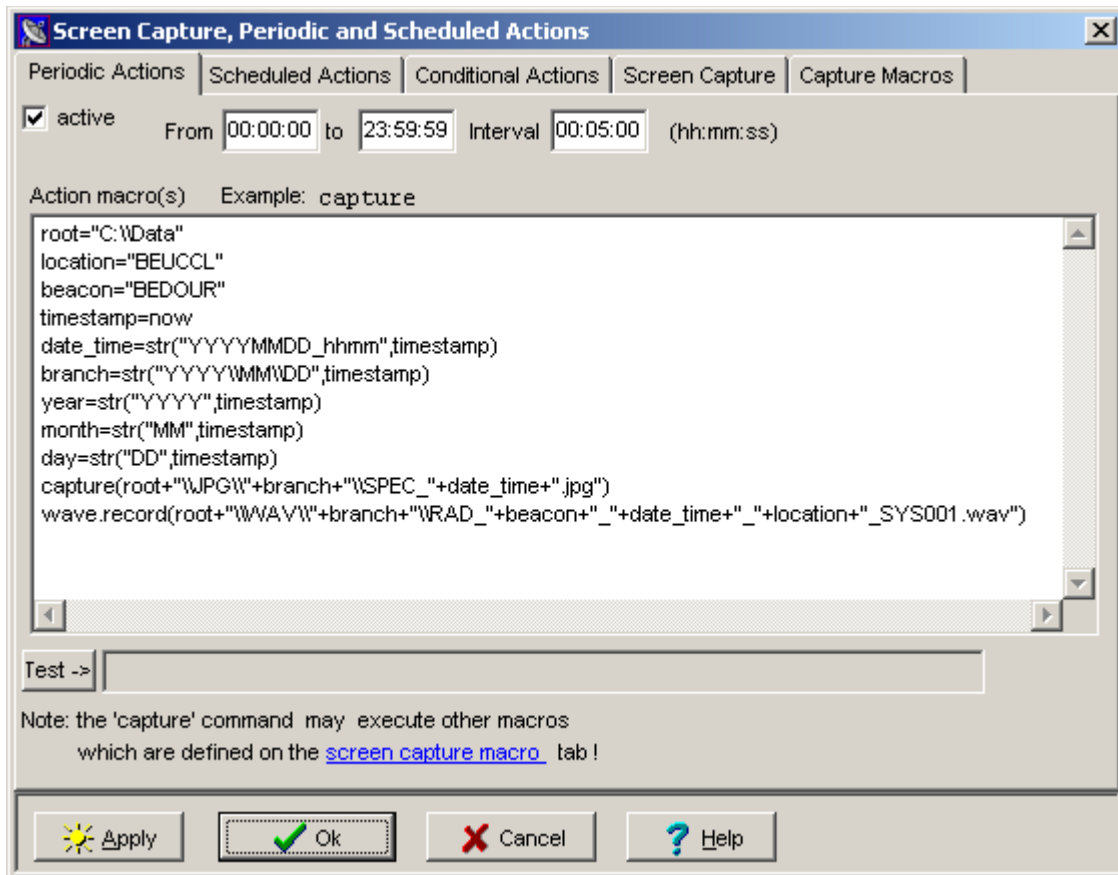 Screen Capture, Periodic and Scheduled Actions
Periodic Actions Scheduled Actions Conditional Actions Screen Capture Capture Macros
active From 00:00:00 to 23:59:59 Interval 00:05:00 (hh:mm:ss)
Action macro(s) Example: capture
root="C:\\Data"
location="BEUCCL"
beacon="BEDOUR"
timestamp=now
date_time=str("YYYYMMDD_hhmm",timestamp)
branch=str("YYYY\\MM\\DD",timestamp)
year=str("YYYY",timestamp)
month=str("MM",timestamp)
day=str("DD",timestamp)
capture(root+"\\JPG\\"+branch+"\\SPEC_"+date_time+".jpg")
wave.record(root+"\\WAV\\"+branch+"\\RAD_"+beacon+"_"+date_time+"_"+location+"_SYS001.wav")
Test ->
Note: the 'capture' command may execute other macros
which are defined on the screen capture macro tab !
Apply Ok Cancel Help